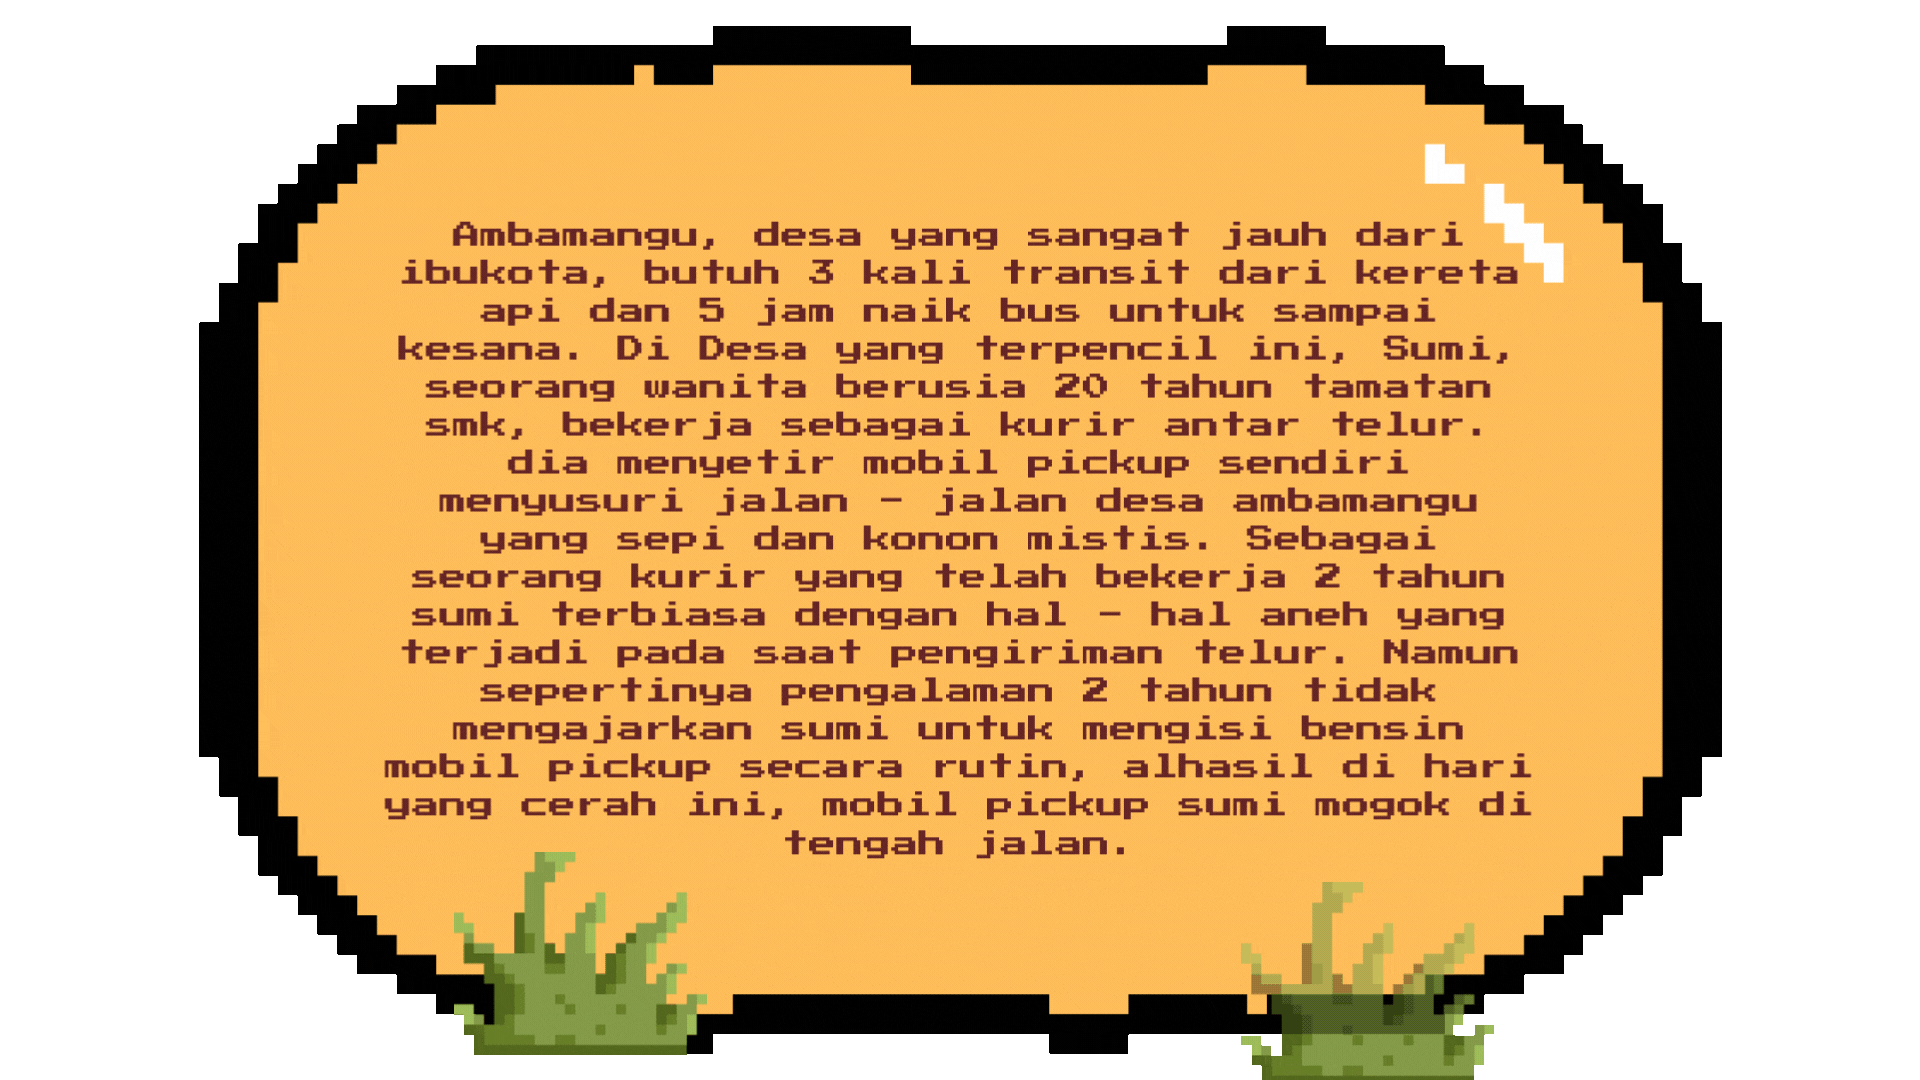 Ambamangu, desa yang sangat jauh dari
ibukota, butuh 3 kali transit dari kereta
api dan 5 jam naik bus untuk sampai
kesana. Di Desa yang terpencil ini, Sumi,
seorang wanita berusia 20 tahun tamatan
smk, bekerja sebagai kurir antar telur.
dia menyetir mobil pickup sendiri
menyusuri jalan - jalan desa ambamangu
yang sepi dan konon mistis. Sebagai
seorang kurir yang telah bekerja 2 tahun
sumi terbiasa dengan hal - hal aneh yang
terjadi pada saat pengiriman telur. Namun
sepertinya pengalaman 2 tahun tidak
mengajarkan sumi untuk mengisi bensin
mobil pickup secara rutin, alhasil di hari
yang cerah ini, mobil pickup sumi mogok di
tengah jalan.